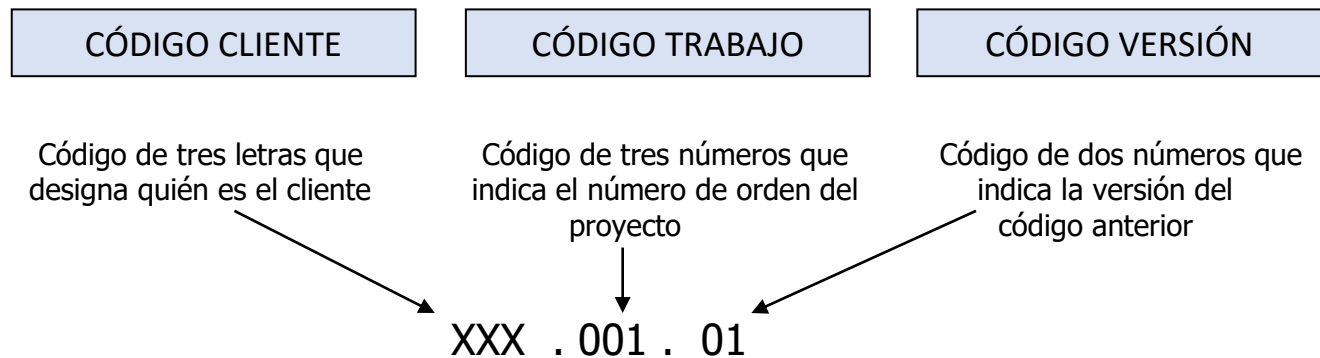 CÓDIGO CLIENTE
CÓDIGO TRABAJO
CÓDIGO VERSIÓN
Código de tres letras que
designa quién es el cliente
Código de tres números que
indica el número de orden del
proyecto
Código de dos números que
indica la versión del
código anterior
XXX . 001 . 01